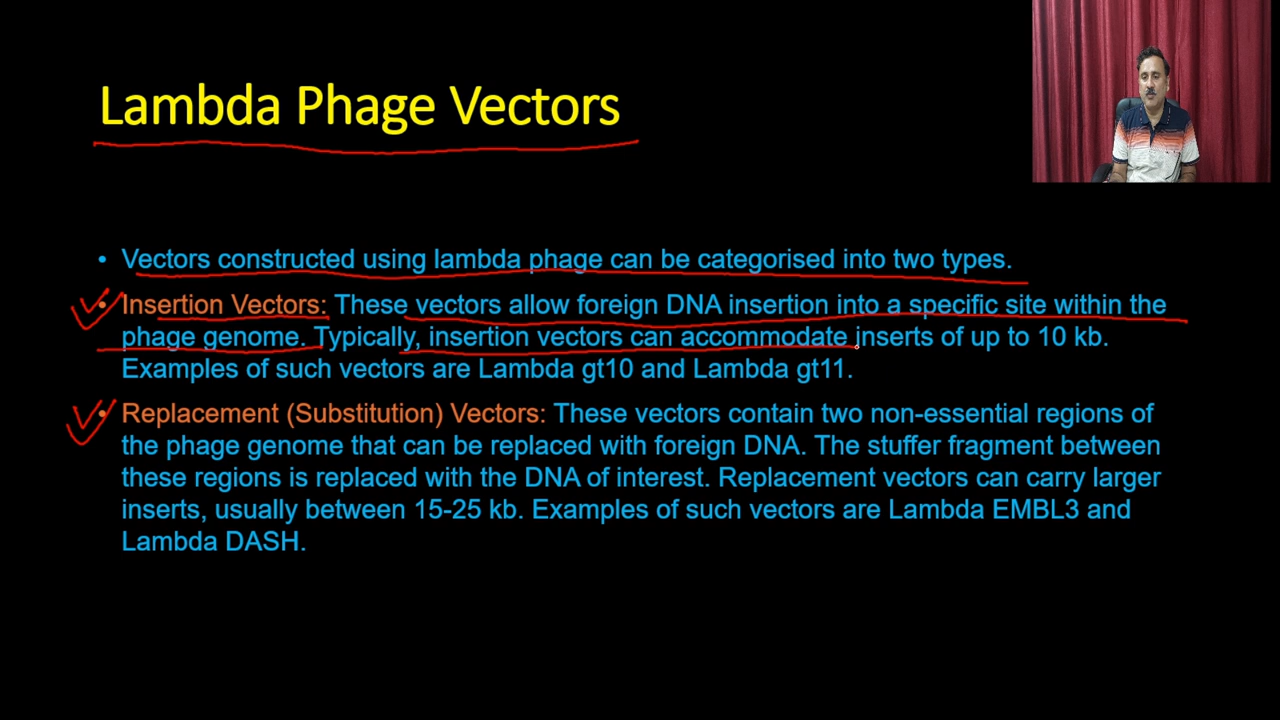 Lambda Phage Vectors
• Vectors constructed using lambda phage can be categorised into two types.
• Insertion Vectors: These vectors allow foreign DNA insertion into a specific site within the
phage genome. Typically, insertion vectors can accommodate inserts of up to 10 kb.
Examples of such vectors are Lambda gt10 and Lambda gt11.
• Replacement (Substitution) Vectors: These vectors contain two non-essential regions of
the phage genome that can be replaced with foreign DNA. The stuffer fragment between
these regions is replaced with the DNA of interest. Replacement vectors can carry larger
inserts, usually between 15-25 kb. Examples of such vectors are Lambda EMBL3 and
Lambda DASH.